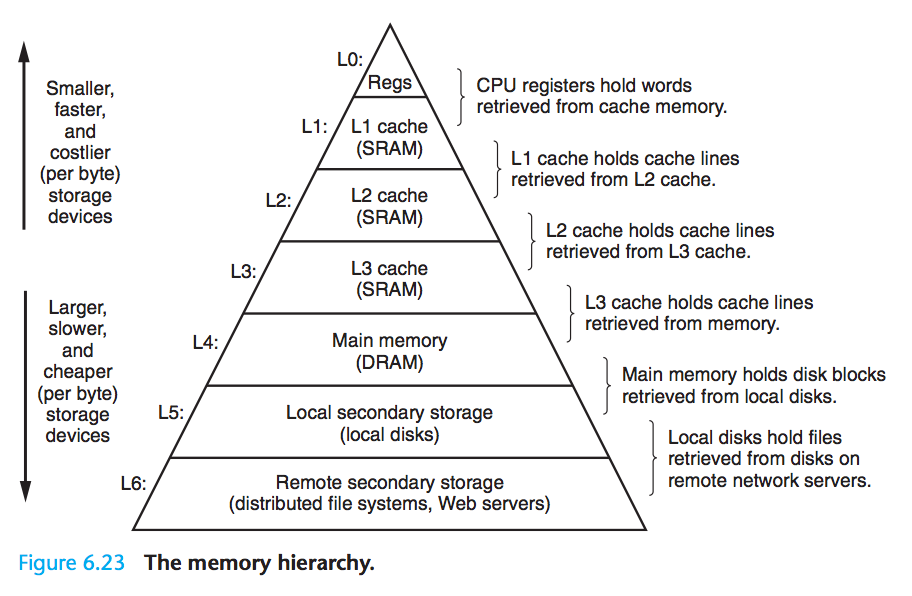 Smaller,
faster,
and
costlier
(per byte)
storage
devices
Larger,
slower,
and
cheaper
(per byte)
storage
devices
L0:
Regs
L1:
L1 cache
(SRAM)
L2:
L2 cache
(SRAM)
L3:
L3 cache
(SRAM)
L4:
Main memory
(DRAM)
L5:
Local secondary storage
(local disks)
L6:
Remote secondary storage
(distributed file systems, Web servers)
CPU registers hold words
retrieved from cache memory.
L1 cache holds cache lines
retrieved from L2 cache.
L2 cache holds cache lines
retrieved from L3 cache.
L3 cache holds cache lines
retrieved from memory.
Main memory holds disk blocks
retrieved from local disks.
Local disks hold files
retrieved from disks on
remote network servers.
Figure 6.23 The memory hierarchy.